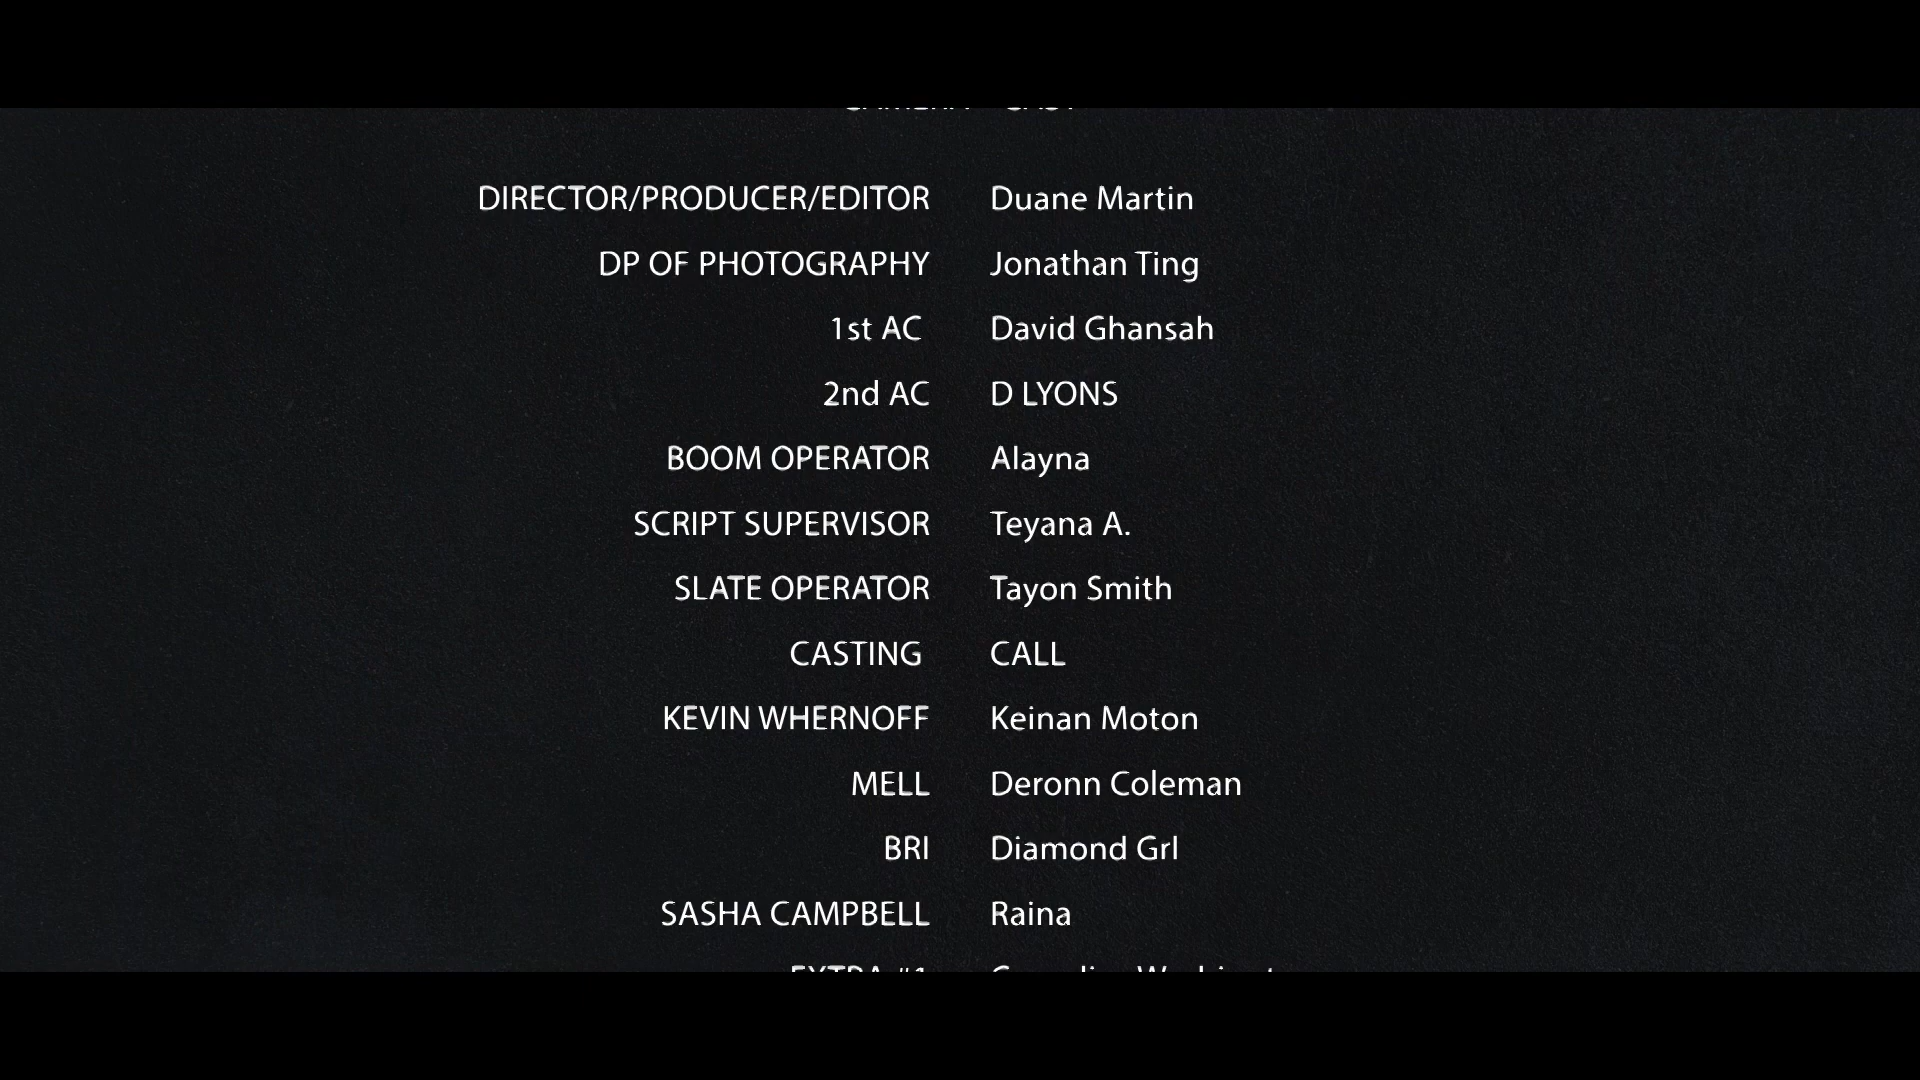 DIRECTOR/PRODUCER/EDITOR Duane Martin
DP OF PHOTOGRAPHY Jonathan Ting
1st AC David Ghansah
2nd AC D LYONS
BOOM OPERATOR Alayna
SCRIPT SUPERVISOR Teyana A.
SLATE OPERATOR Tayon Smith
CASTING CALL
KEVIN WHERNOFF Keinan Moton
MELL Deronn Coleman
BRI Diamond Grl
SASHA CAMPBELL Raina
EXTRA #1